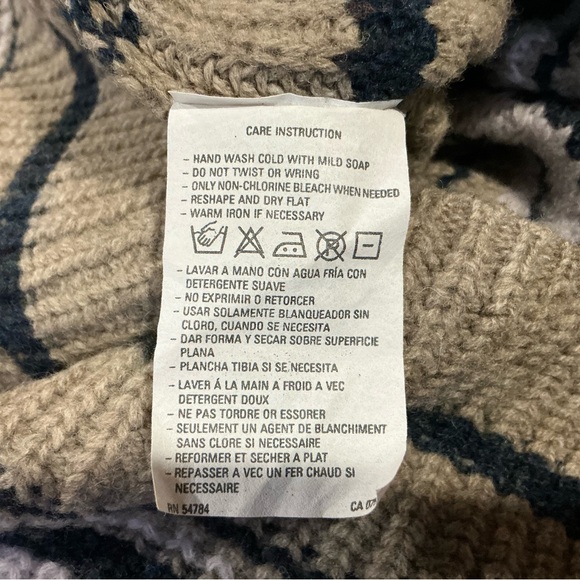 CARE INSTRUCTION
- HAND WASH COLD WITH MILD SOAP
- DO NOT TWIST OR WRING
- ONLY NON-CHLORINE BLEACH WHEN NEEDED
- RESHAPE AND DRY FLAT
- WARM IRON IF NECESSARY
- LAVAR A MANO CON AGUA FRÍA CON
DETERGENTE SUAVE
- NO EXPRIMIR O RETORCER
- USAR SOLAMENTE BLANQUEADOR SIN
CLORO, CUANDO SE NECESITA
- DAR FORMA Y SECAR SOBRE SUPERFICIE
PLANA
- PLANCHA TIBIA SI SE NECESITA
- LAVER Á LA MAIN A FROID A VEC
DETERGENT DOUX
- NE PAS TORDRE OR ESSORER
- SEULEMENT UN AGENT DE BLANCHIMENT
SANS CLORE SI NECESSAIRE
- REFORMER ET SECHER A PLAT
- REPASSER A VEC UN FER CHAUD SI
NECESSAIRE
RN 54784
CA